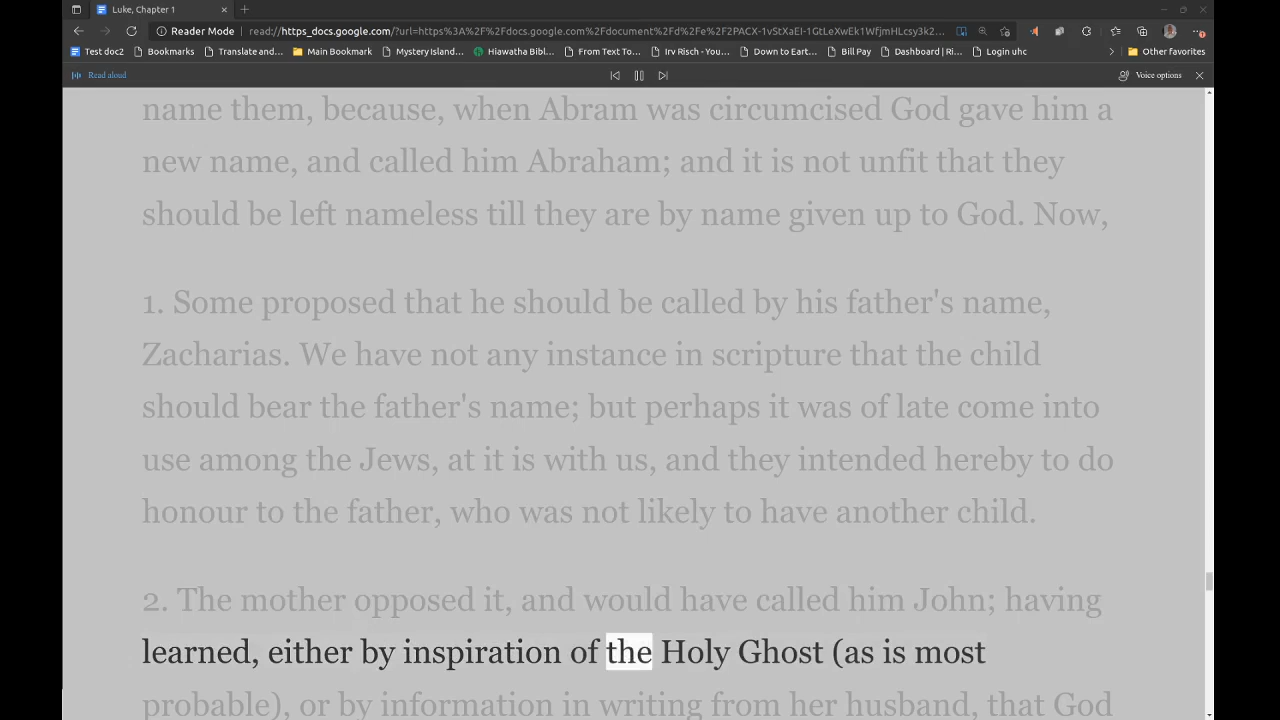 Luke, Chapter 1
Reader Mode read://https_docs.google.com/?url=https%3A%2F%2Fdocs.google.com%2Fdocument%2Fd%2Fe%2F2PACX-1vStXaEI-1GtLeXwEk1WfjmHLcsy3k2...
Test doc2 Bookmarks Translate and... Main Bookmark Mystery Island... Hiawatha Bibl... From Text To... Irv Risch - You... Down to Eart... Bill Pay Dashboard | Ri... Login uhc Other favorites
Read aloud Voice options
name them, because, when Abram was circumcised God gave him a
new name, and called him Abraham; and it is not unfit that they
should be left nameless till they are by name given up to God. Now,
1. Some proposed that he should be called by his father's name,
Zacharias. We have not any instance in scripture that the child
should bear the father's name; but perhaps it was of late come into
use among the Jews, at it is with us, and they intended hereby to do
honour to the father, who was not likely to have another child.
2. The mother opposed it, and would have called him John; having
learned, either by inspiration of the Holy Ghost (as is most
probable), or by information in writing from her husband, that God